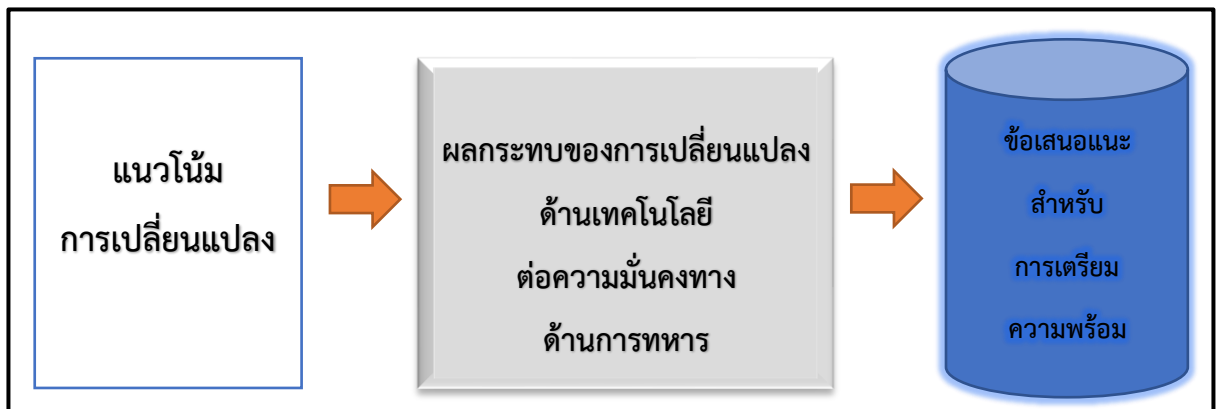 แนวโน้ม
การเปลี่ยนแปลง
ผลกระทบของการเปลี่ยนแปลง
ด้านเทคโนโลยี
ต่อความมั่นคงทาง
ด้านการทหาร
ข้อเสนอแนะ
สำหรับ
การเตรียม
ความพร้อม